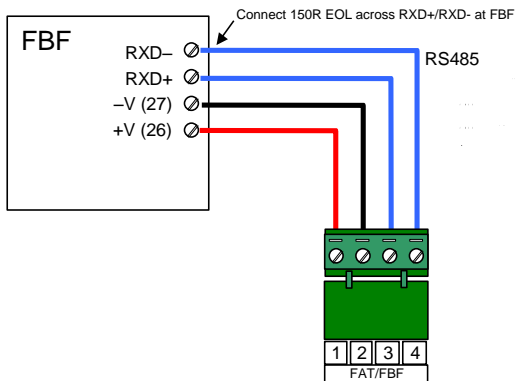 Connect 150R EOL across RXD+/RXD- at FBF
FBF
RXD–
RXD+
–V (27)
+V (26)
RS485
1 2 3 4
FAT/FBF